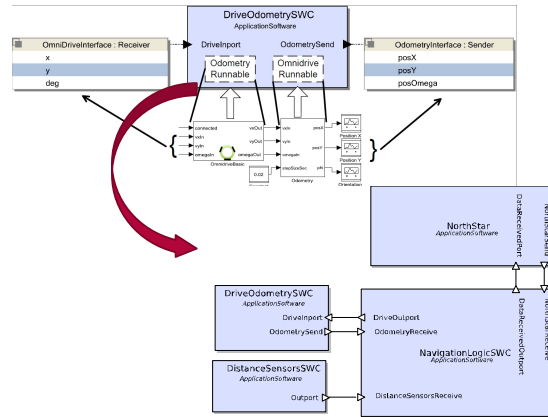 DriveOdometrySWC
ApplicationSoftware
OmniDriveInterface : Receiver
x
y
deg
DriveInport
OdometrySend
OdometryInterface : Sender
posX
posY
posOmega
Odometry
Runnable
Omnidrive
Runnable
connected
vxIn
vyIn
omegaIn
vxOut
vyOut
omegaOut
OmnidriveBasic
vxIn
vyIn
omegaIn
stepSizeSec
posX
posY
phi
Odometry
0.02
Position X
Position Y
Orientation
NorthStar
ApplicationSoftware
DataReceivedPort
DriveOdometrySWC
ApplicationSoftware
DriveInport
OdometrySend
DriveOutport
OdometryReceive
DataReceivedOutport
NorthStarReceive
NavigationLogicSWC
ApplicationSoftware
DistanceSensorsSWC
ApplicationSoftware
Outport
DistanceSensorsReceive